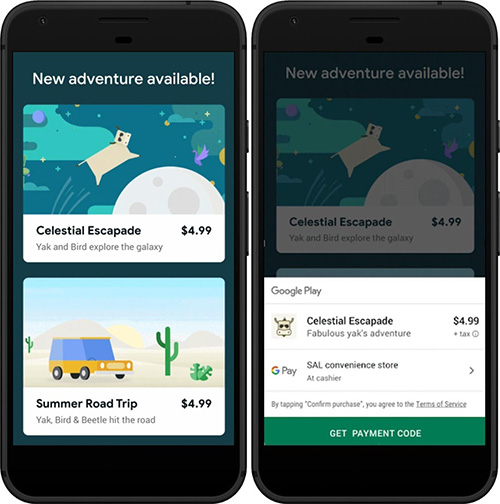 New adventure available!
Celestial Escapade $4.99
Yak and Bird explore the galaxy
Summer Road Trip $4.99
Yak, Bird & Beetle hit the road
New adventure available!
Celestial Escapade $4.99
Yak and Bird explore the galaxy
Google Play
Celestial Escapade $4.99
Fabulous yak's adventure + tax
G Pay SAL convenience store
At cashier
By tapping "Confirm purchase", you agree to the Terms of Service
GET PAYMENT CODE